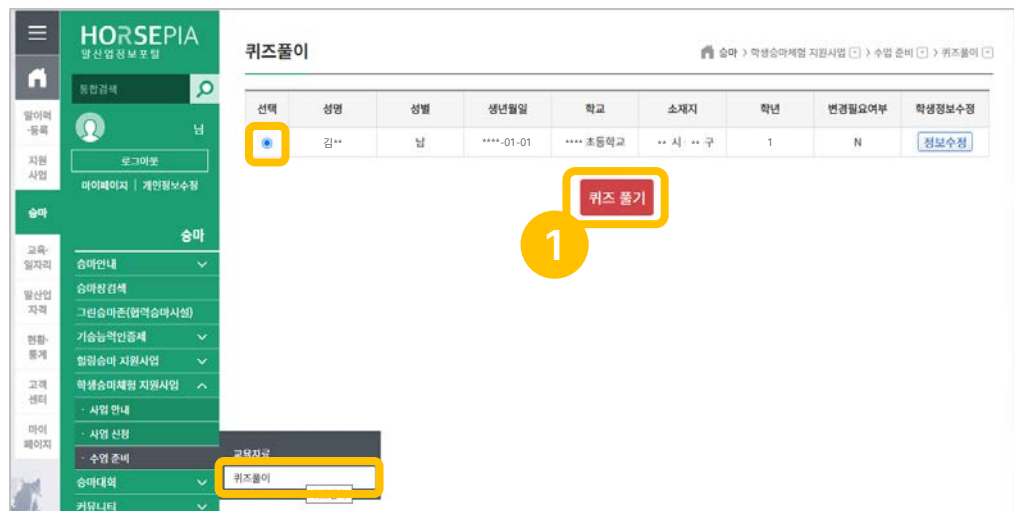 HORSEPIA
말산업정보포털
통합검색
님
로그아웃
마이페이지 | 개인정보수정
승마
승마안내
승마장검색
그린승마존(협력승마시설)
기승능력인증제
힐링승마 지원사업
학생승마체험 지원사업
· 사업 안내
· 사업 신청
· 수업 준비
승마대회
커뮤니티
말이력
·등록
지원
사업
승마
교육·
일자리
말산업
자격
현황·
통계
고객
센터
마이
페이지
퀴즈풀이
승마 > 학생승마체험 지원사업 > 수업 준비 > 퀴즈풀이
선택 성명 성별 생년월일 학교 소재지 학년 변경필요여부 학생정보수정
김** 남 ****-01-01 **** 초등학교 ** 시 ** 구 1 N 정보수정
퀴즈 풀기
1
교육자료
퀴즈풀이